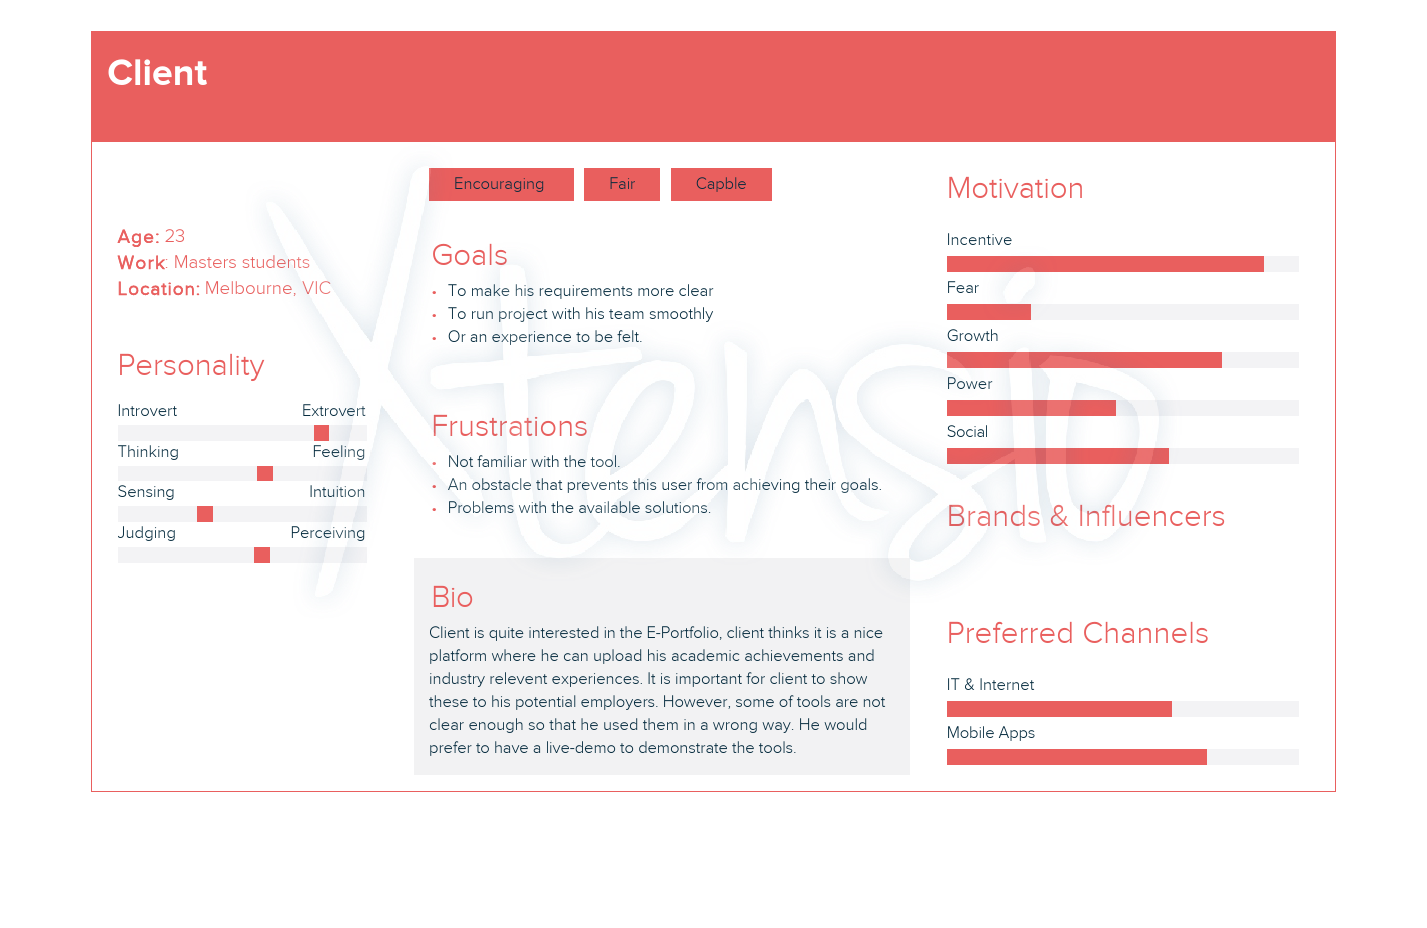 Client
Age: 23
Work: Masters students
Location: Melbourne, VIC
Personality
Introvert Extrovert
Thinking Feeling
Sensing Intuition
Judging Perceiving
Encouraging Fair Capble
Goals
• To make his requirements more clear
• To run project with his team smoothly
• Or an experience to be felt.
Frustrations
• Not familiar with the tool.
• An obstacle that prevents this user from achieving their goals.
• Problems with the available solutions.
Bio
Client is quite interested in the E-Portfolio, client thinks it is a nice
platform where he can upload his academic achievements and
industry relevent experiences. It is important for client to show
these to his potential employers. However, some of tools are not
clear enough so that he used them in a wrong way. He would
prefer to have a live-demo to demonstrate the tools.
Motivation
Incentive
Fear
Growth
Power
Social
Brands & Influencers
Preferred Channels
IT & Internet
Mobile Apps
Xtensio